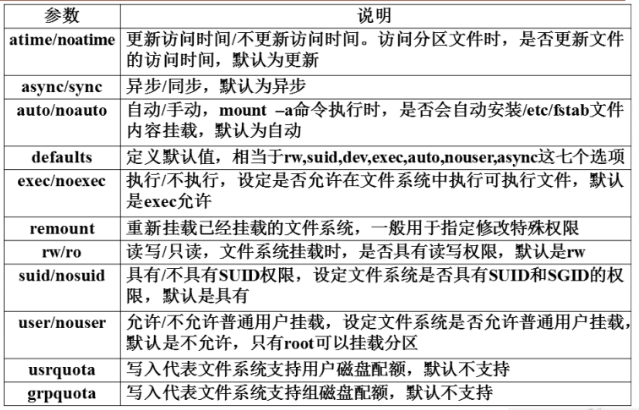 参数 说明
atime/noatime 更新访问时间/不更新访问时间。访问分区文件时，是否更新文件
的访问时间，默认为更新
async/sync 异步/同步，默认为异步
auto/noauto 自动/手动，mount –a命令执行时，是否会自动安装/etc/fstab文件
内容挂载，默认为自动
defaults 定义默认值，相当于rw,suid,dev,exec,auto,nouser,async这七个选项
exec/noexec 执行/不执行，设定是否允许在文件系统中执行可执行文件，默认
是exec允许
remount 重新挂载已经挂载的文件系统，一般用于指定修改特殊权限
rw/ro 读写/只读，文件系统挂载时，是否具有读写权限，默认是rw
suid/nosuid 具有/不具有SUID权限，设定文件系统是否具有SUID和SGID的权
限，默认是具有
user/nouser 允许/不允许普通用户挂载，设定文件系统是否允许普通用户挂载，
默认是不允许，只有root可以挂载分区
usrquota 写入代表文件系统支持用户磁盘配额，默认不支持
grpquota 写入代表文件系统支持组磁盘配额，默认不支持